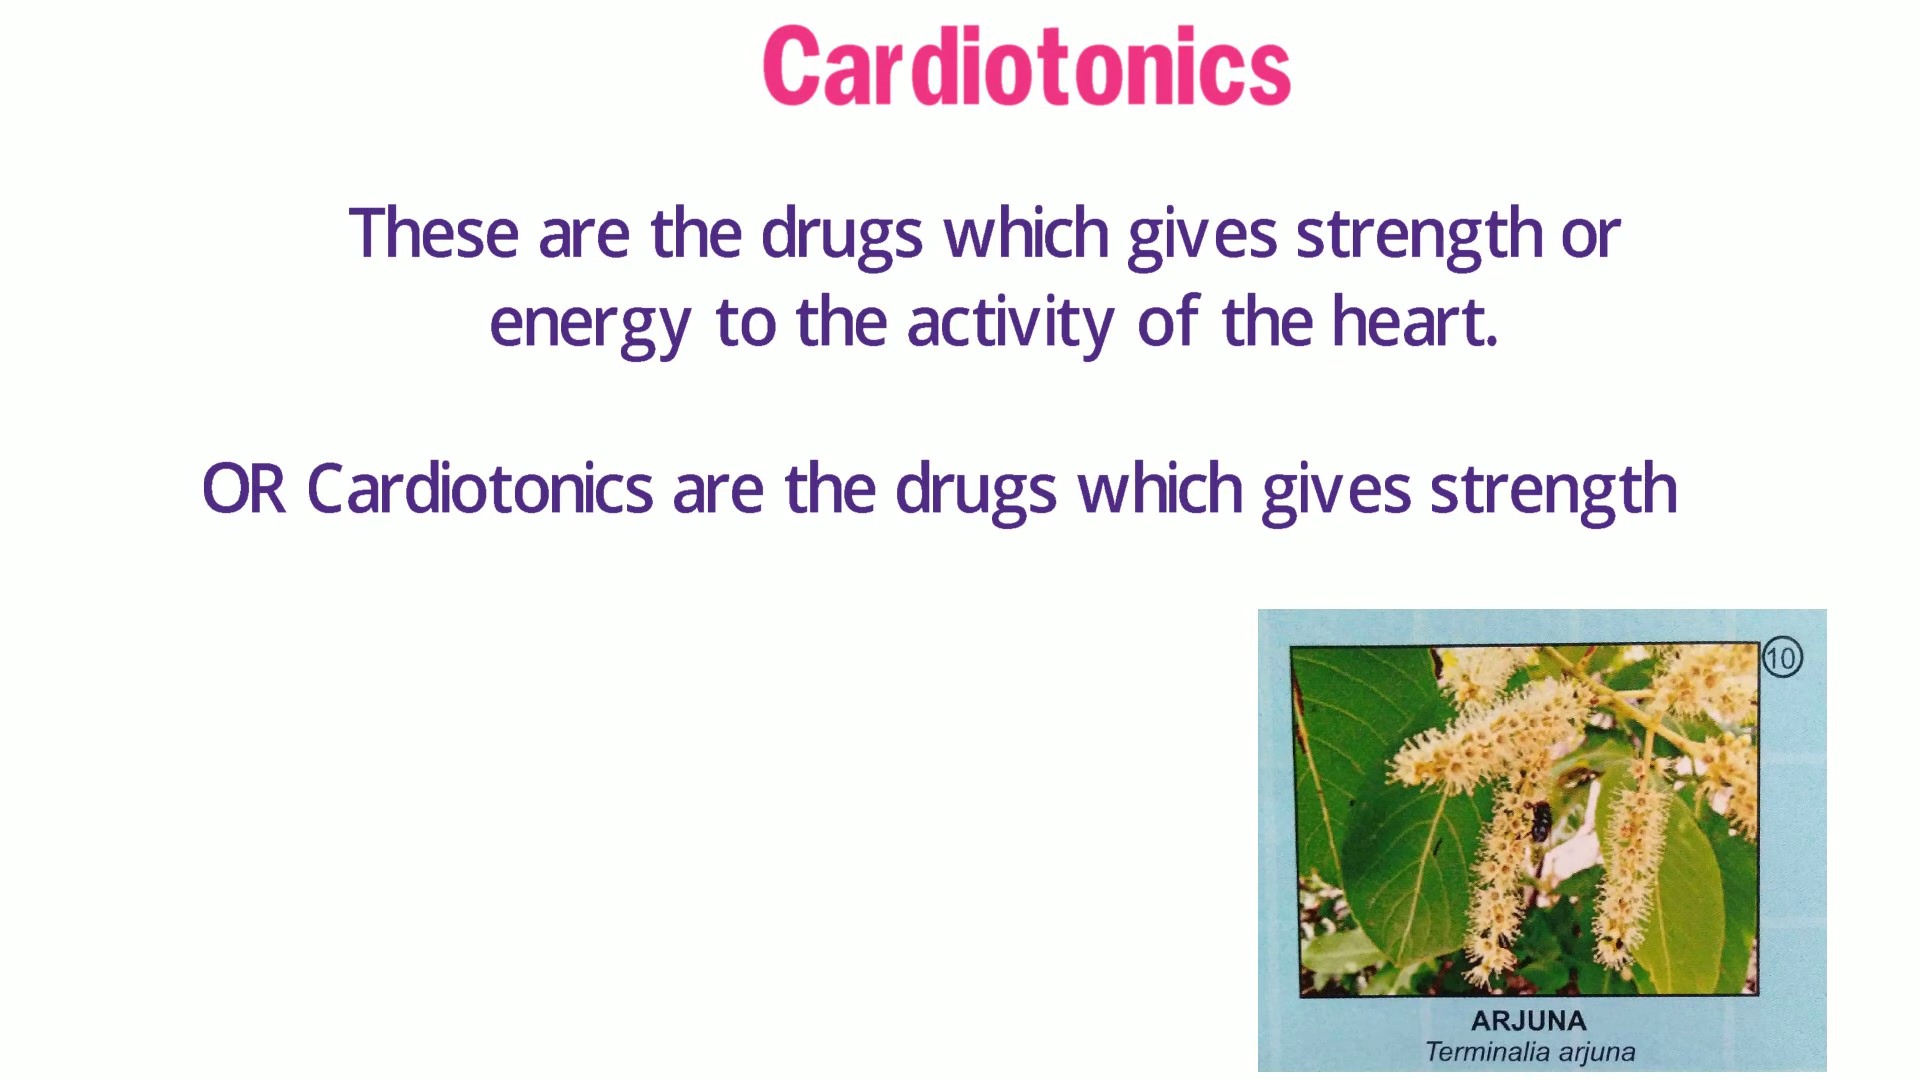 Cardiotonics
These are the drugs which gives strength or
energy to the activity of the heart.
OR Cardiotonics are the drugs which gives strength
10
ARJUNA
Terminalia arjuna